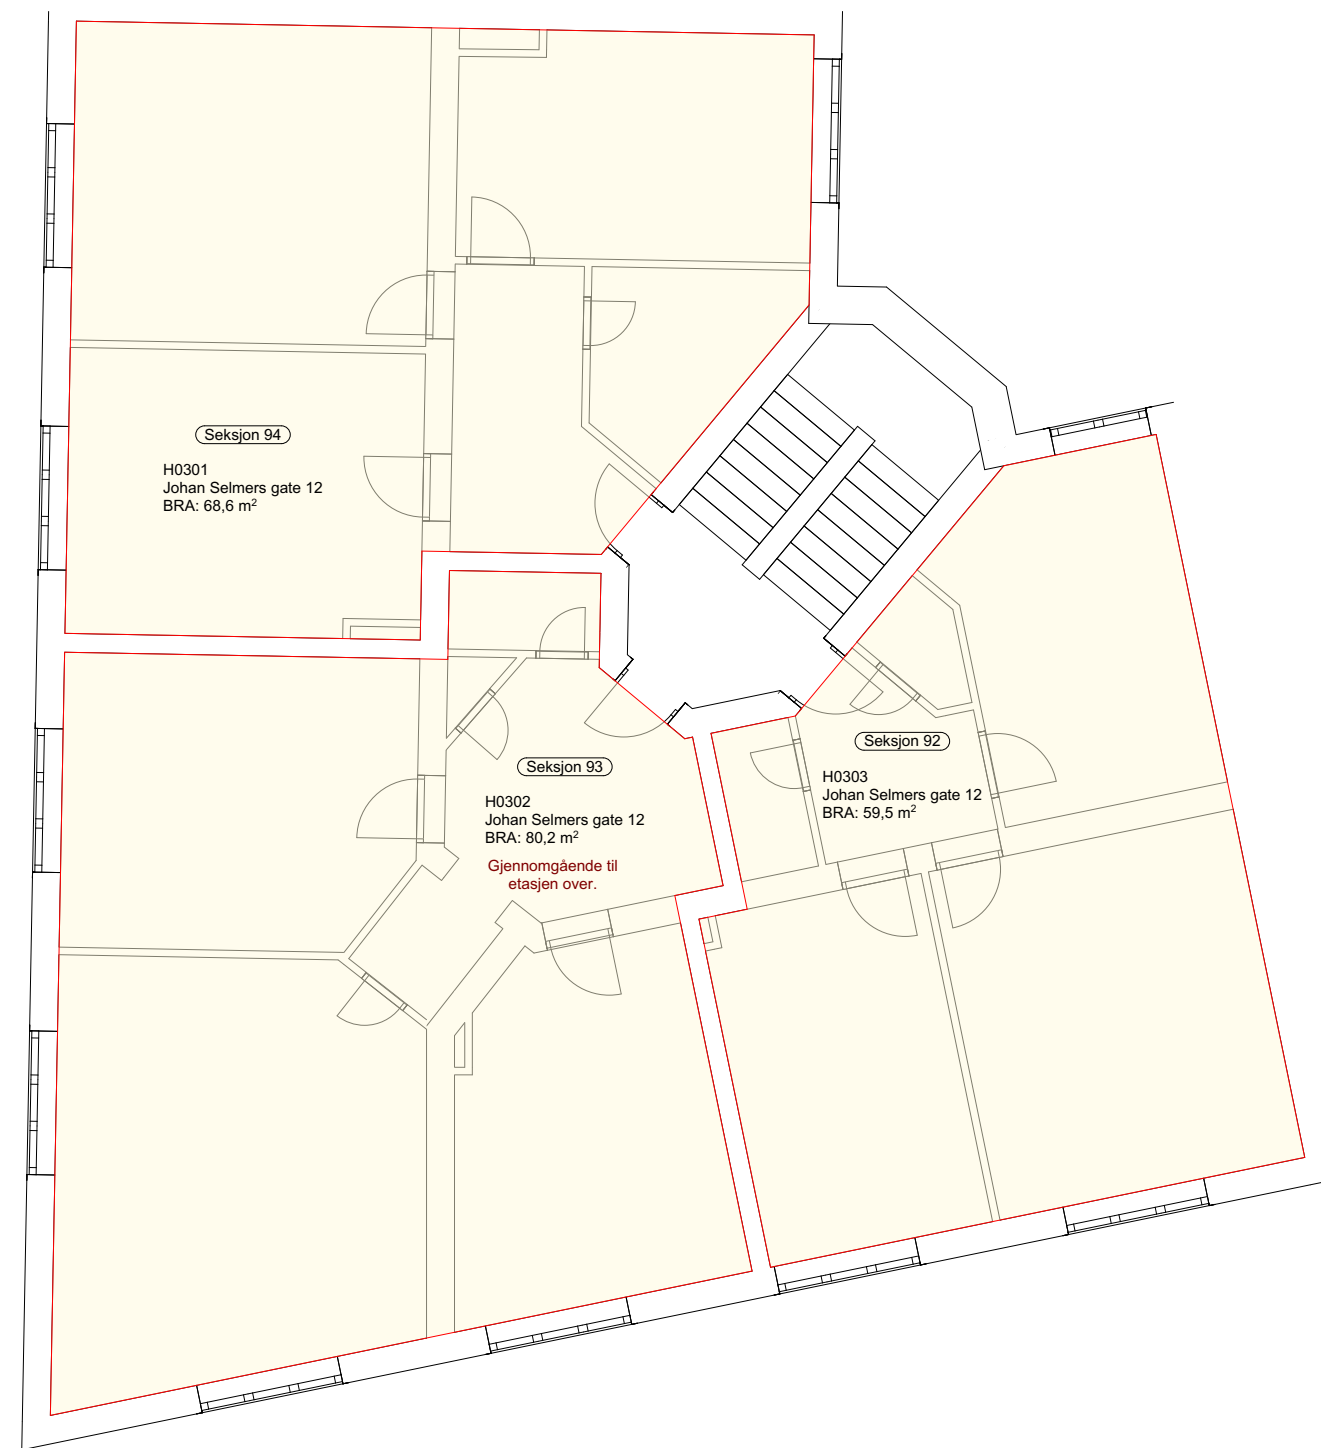 Seksjon 94
H0301
Johan Selmers gate 12
BRA: 68,6 m²
Seksjon 93
H0302
Johan Selmers gate 12
BRA: 80,2 m²
Gjennomgående til
etasjen over.
Seksjon 92
H0303
Johan Selmers gate 12
BRA: 59,5 m²